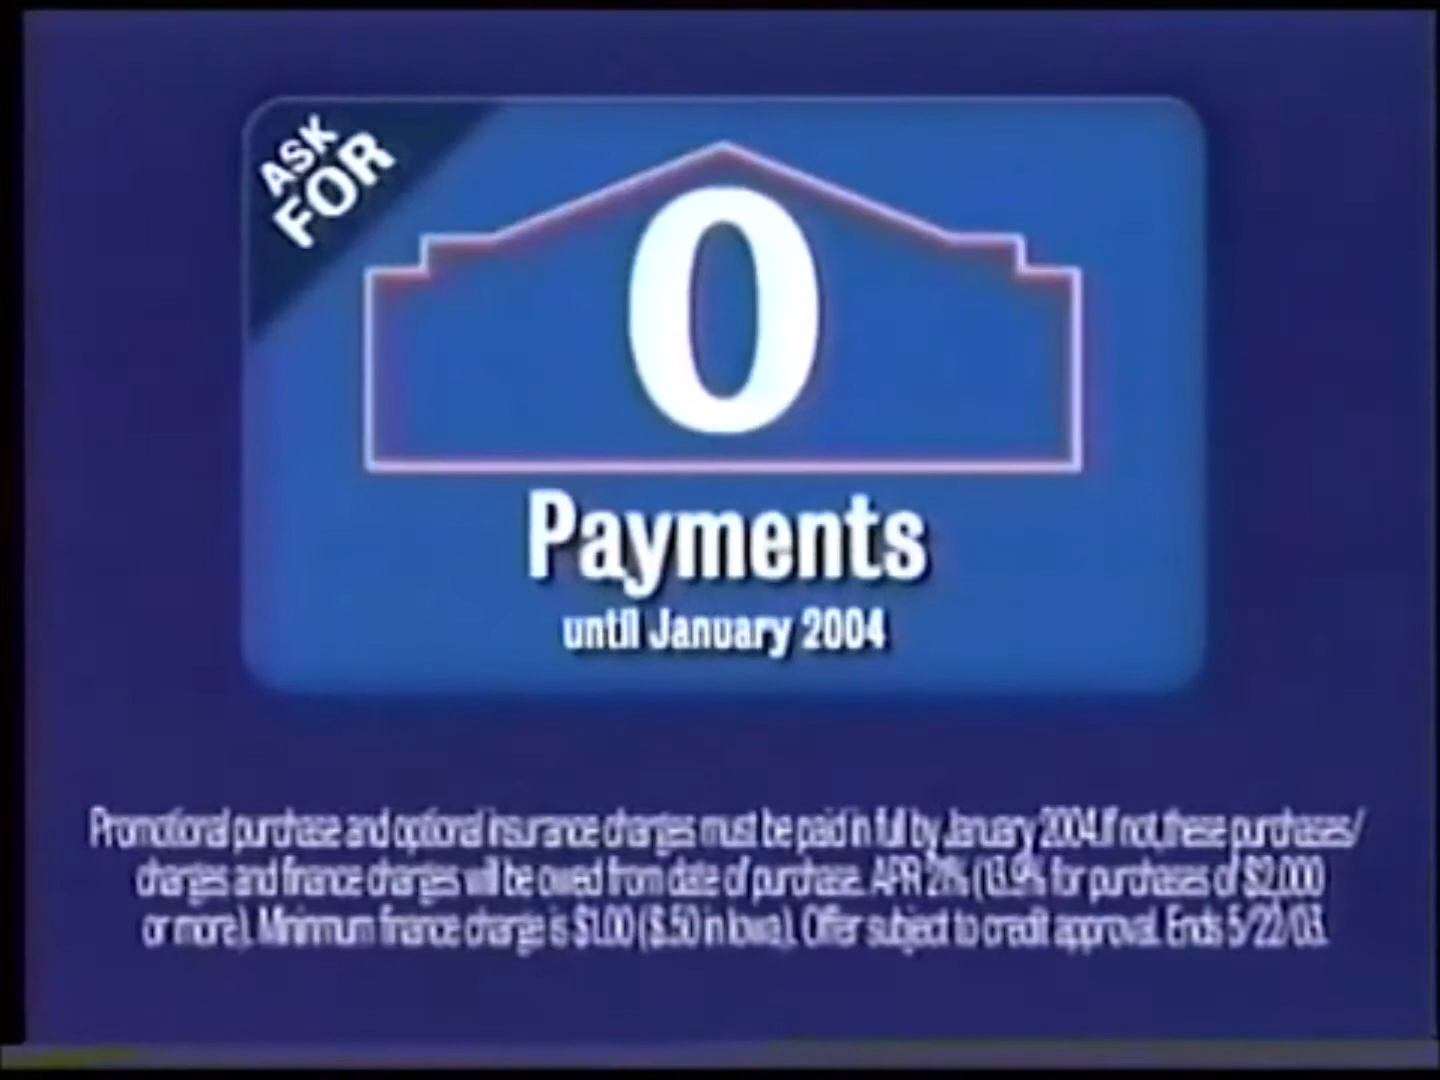 ASK
FOR
0
Payments
until January 2004
Promotional purchase and optional insurance charges must be paid in full by January 2004. If not, these purchases/
charges and finance charges will be owed from date of purchase. APR 21% (13.9% for purchases of $2,000
or more). Minimum finance charge is $1.00 ($.50 in Iowa). Offer subject to credit approval. Ends 5/22/03.